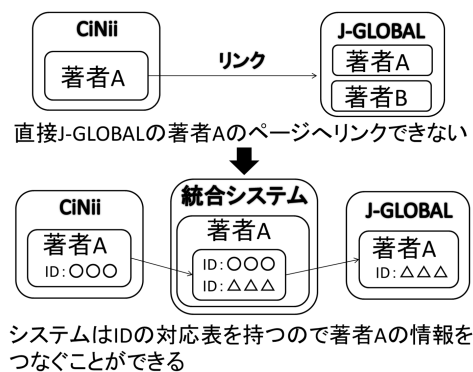 CiNii
著者A
リンク
J-GLOBAL
著者A
著者B
直接J-GLOBALの著者Aのページへリンクできない
CiNii
著者A
ID:〇〇〇
統合システム
著者A
ID:〇〇〇
ID:△△△
J-GLOBAL
著者A
ID:△△△
システムはIDの対応表を持つので著者Aの情報を
つなぐことができる